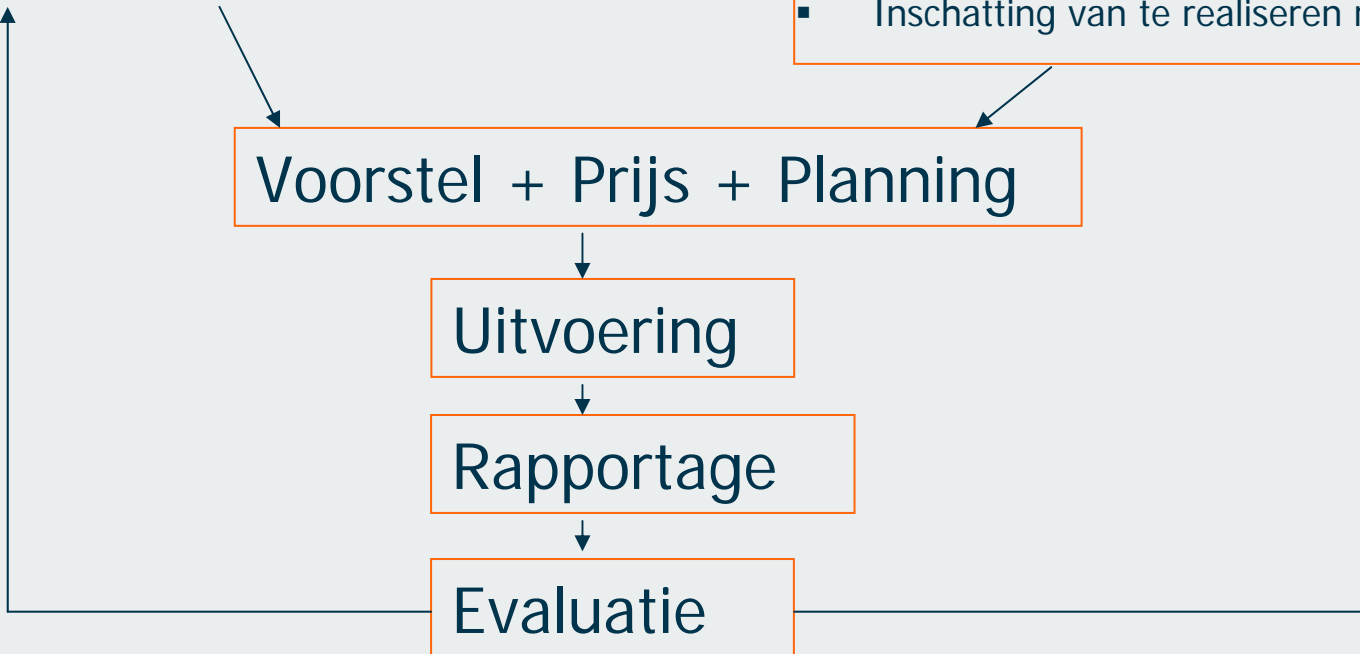 ▪ Inschatting van te realiseren
Voorstel + Prijs + Planning
Uitvoering
Rapportage
Evaluatie